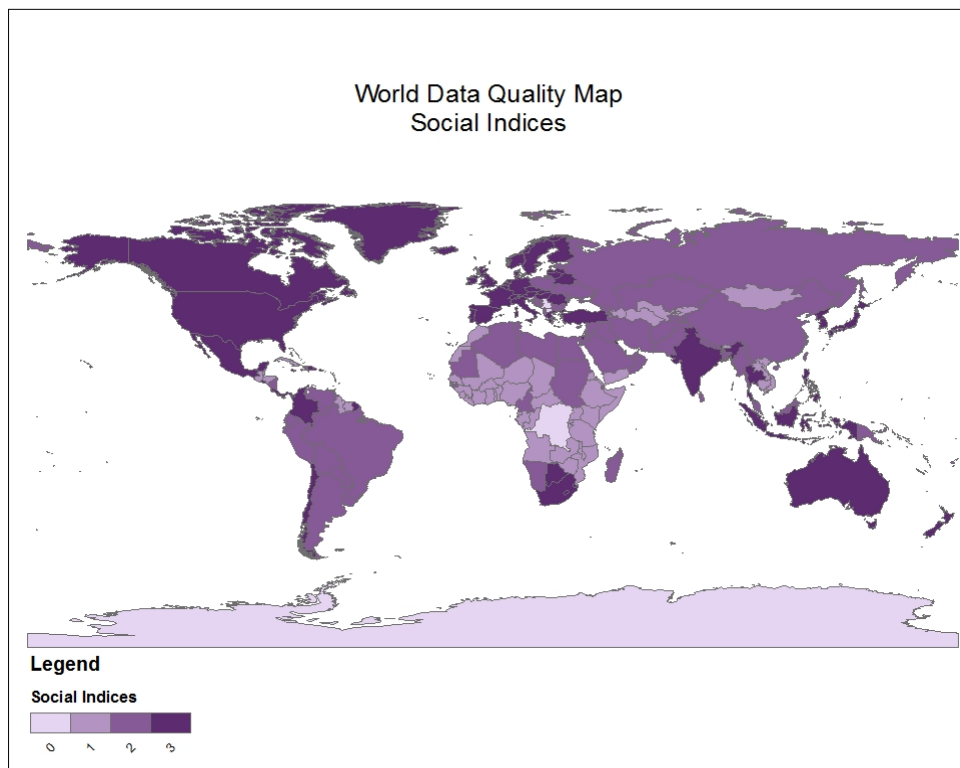 World Data Quality Map
Social Indices
Legend
Social Indices
0 1 2 3